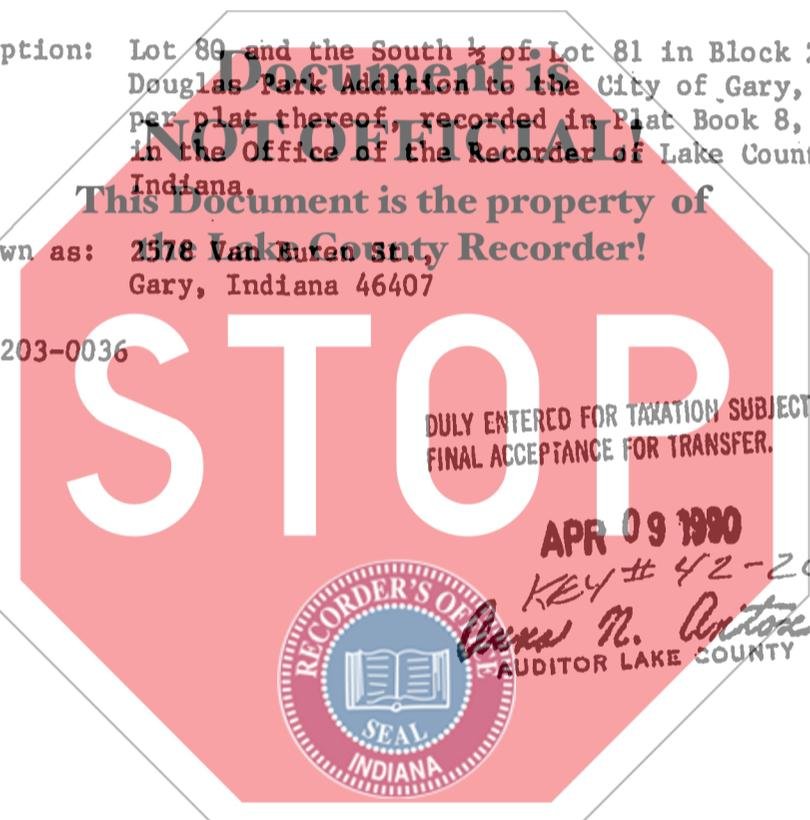 ption: Lot 80 and the South ½ of Lot 81 in Block
Douglas Park Addition to the City of Gary,
per plat thereof, recorded in Plat Book 8,
in the Office of the Recorder of Lake Coun
Indiana.
Document is
NOT OFFICIAL!
This Document is the property of
the Lake County Recorder!
wn as: 2578 Van Buren St.,
Gary, Indiana 46407
203-0036
STOP
DULY ENTERED FOR TAXATION SUBJECT
FINAL ACCEPTANCE FOR TRANSFER.
APR 09 1990
KEY # 42-20
N.
AUDITOR LAKE COUNTY
RECORDER'S OFFICE
SEAL
INDIANA